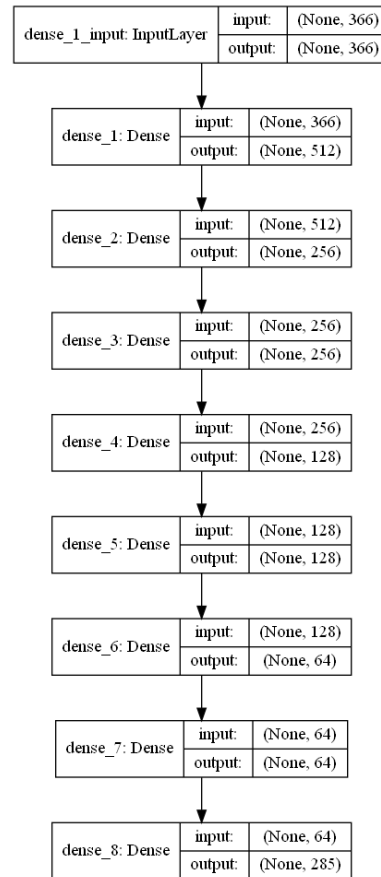 dense_1_input: InputLayer
input: (None, 366)
output: (None, 366)
dense_1: Dense
input: (None, 366)
output: (None, 512)
dense_2: Dense
input: (None, 512)
output: (None, 256)
dense_3: Dense
input: (None, 256)
output: (None, 256)
dense_4: Dense
input: (None, 256)
output: (None, 128)
dense_5: Dense
input: (None, 128)
output: (None, 128)
dense_6: Dense
input: (None, 128)
output: (None, 64)
dense_7: Dense
input: (None, 64)
output: (None, 64)
dense_8: Dense
input: (None, 64)
output: (None, 285)